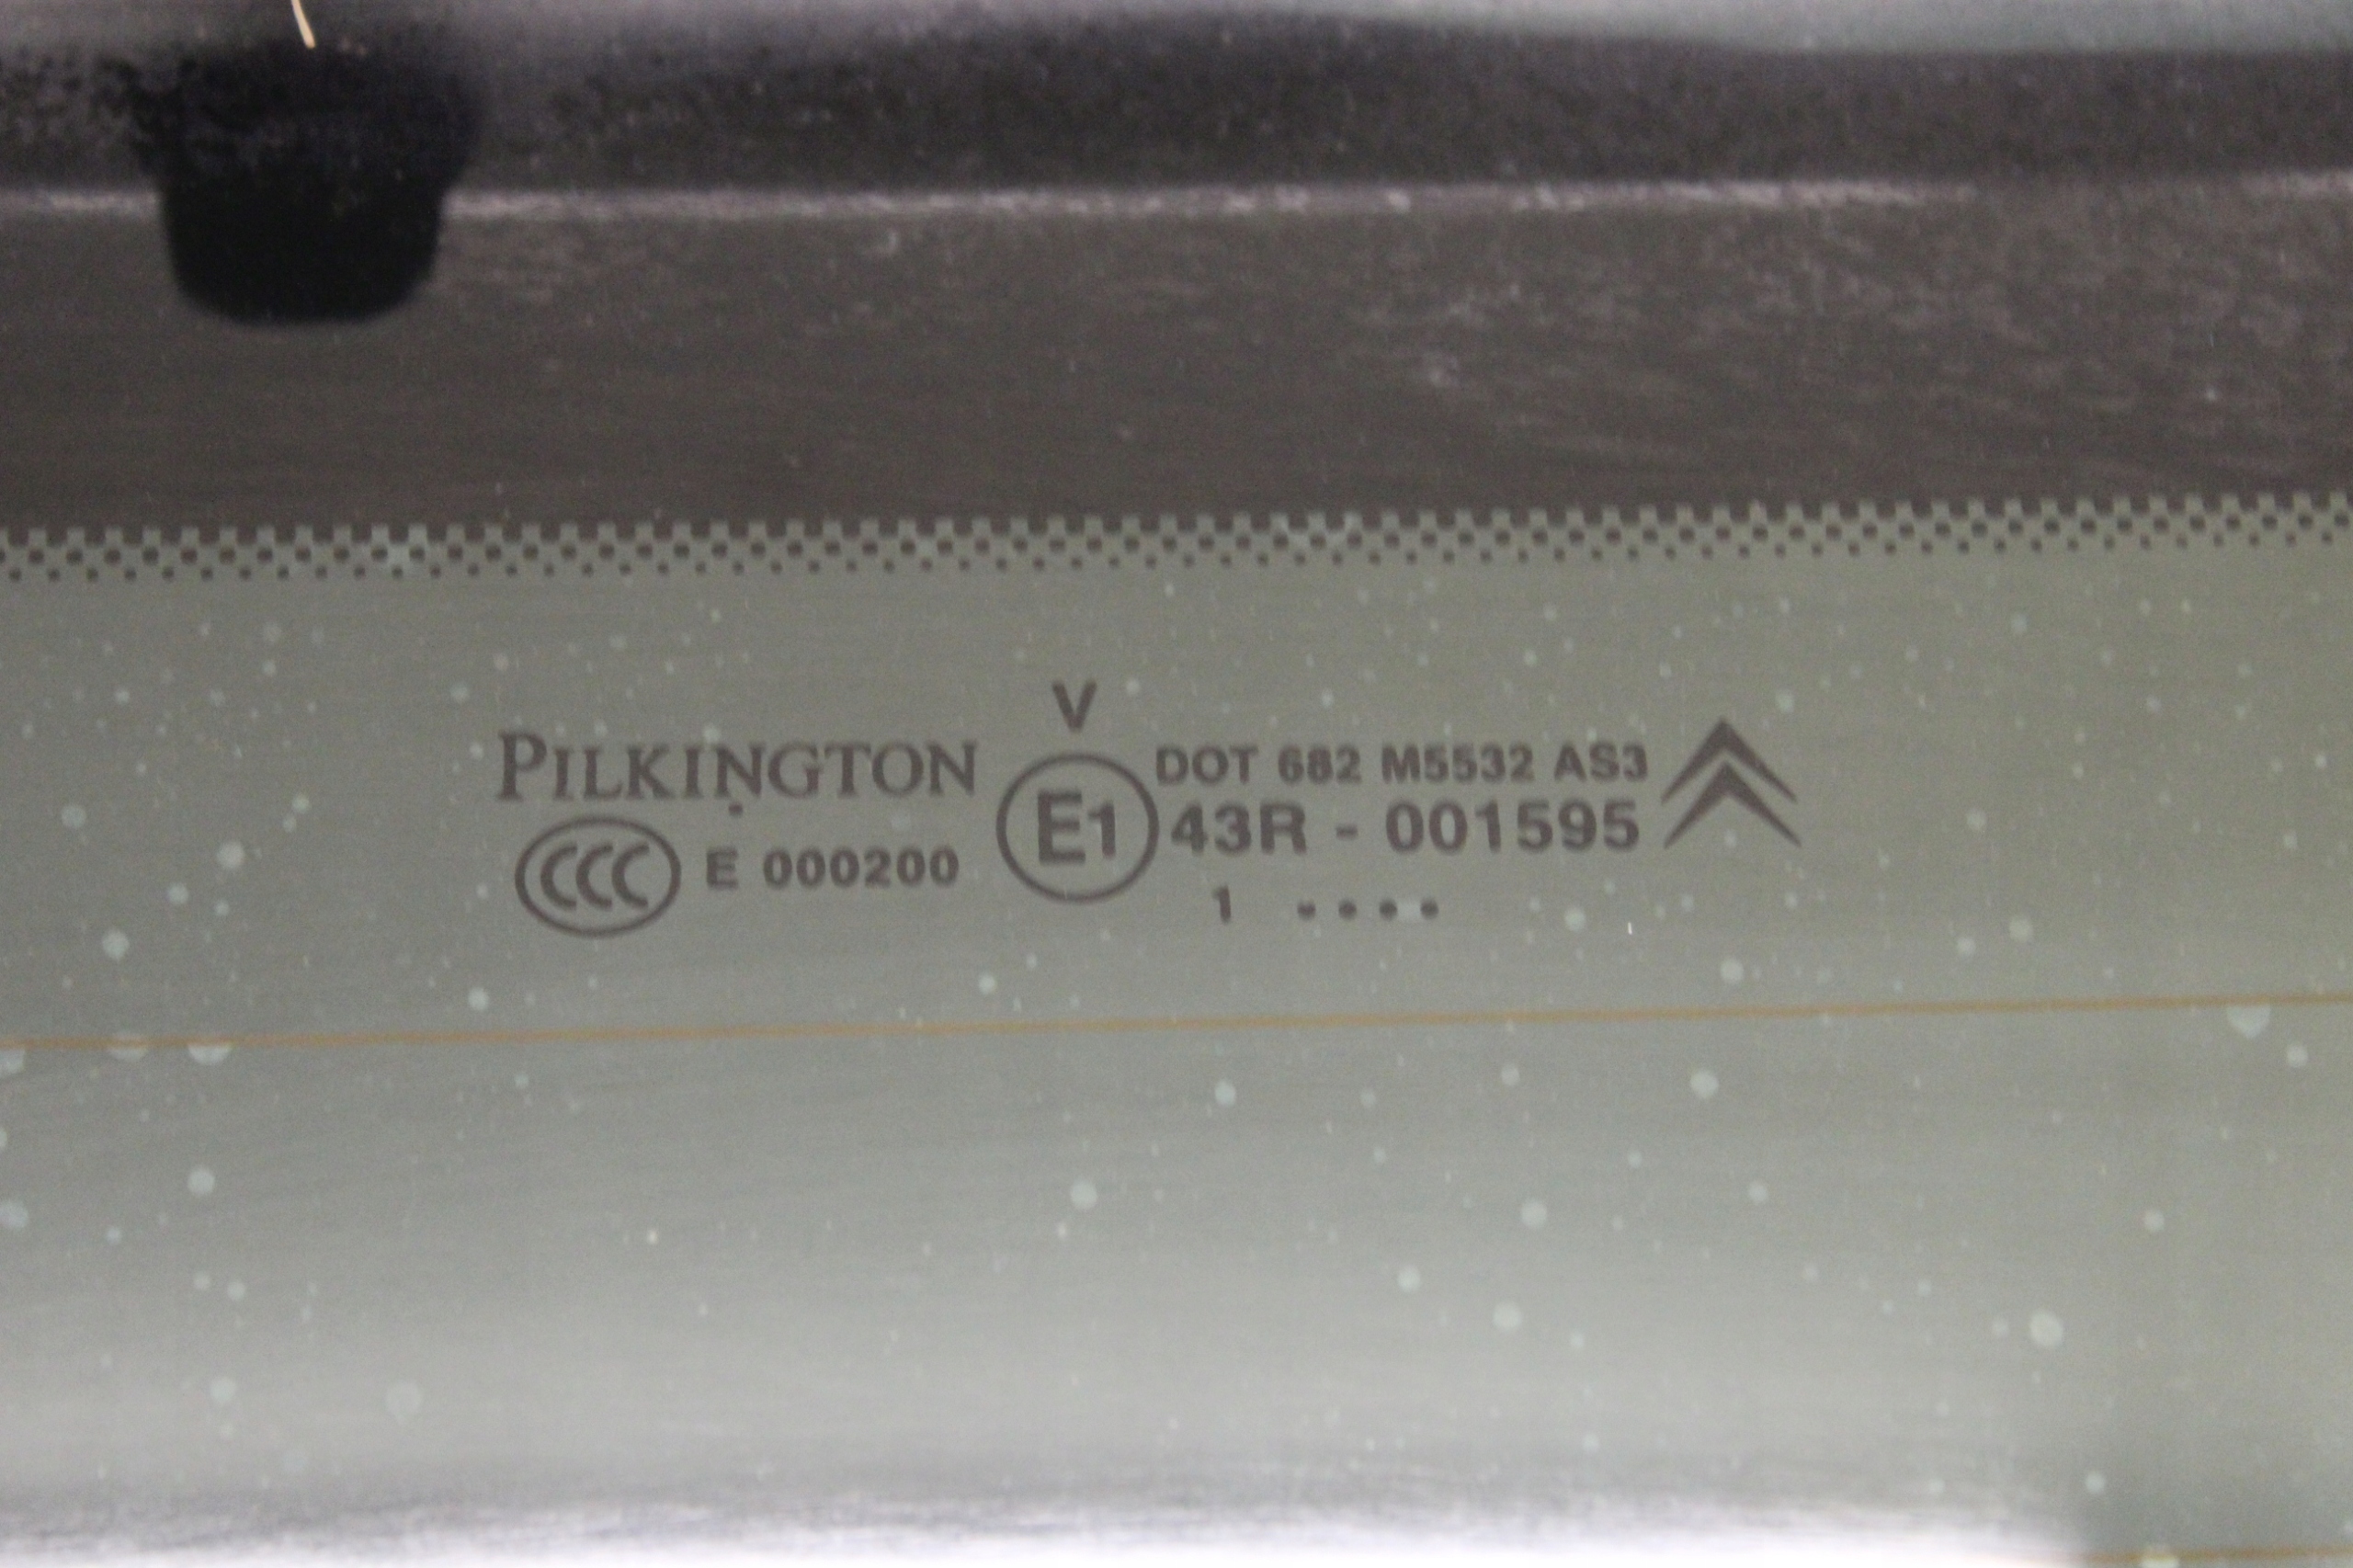 V
PILKINGTON
DOT 682 M5532 AS3
E1 43R - 001595
CCC E 000200
1 ....